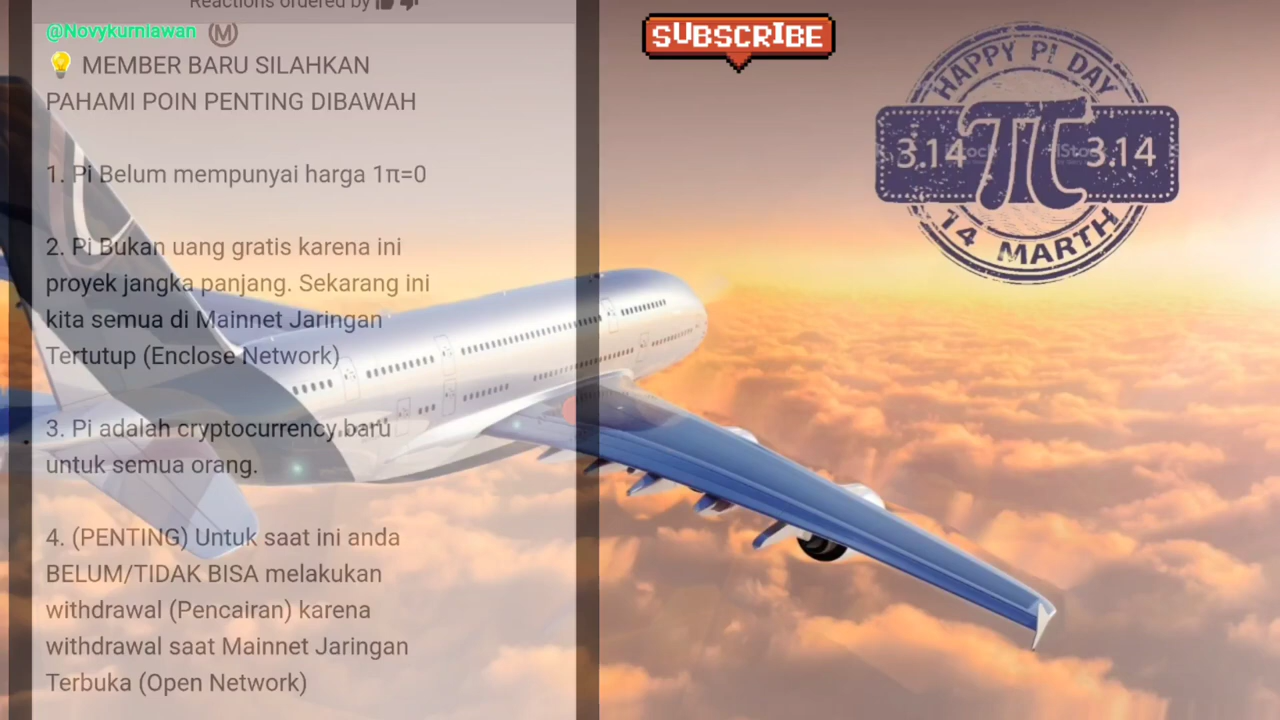 Reactions ordered by
@Novykurniawan M
MEMBER BARU SILAHKAN
PAHAMI POIN PENTING DIBAWAH
1. Pi Belum mempunyai harga 1π=0
2. Pi Bukan uang gratis karena ini
proyek jangka panjang. Sekarang ini
kita semua di Mainnet Jaringan
Tertutup (Enclose Network)
3. Pi adalah cryptocurrency baru
untuk semua orang.
4. (PENTING) Untuk saat ini anda
BELUM/TIDAK BISA melakukan
withdrawal (Pencairan) karena
withdrawal saat Mainnet Jaringan
Terbuka (Open Network)
SUBSCRIBE
HAPPY PI DAY
3.14 π 3.14
14 MARTH